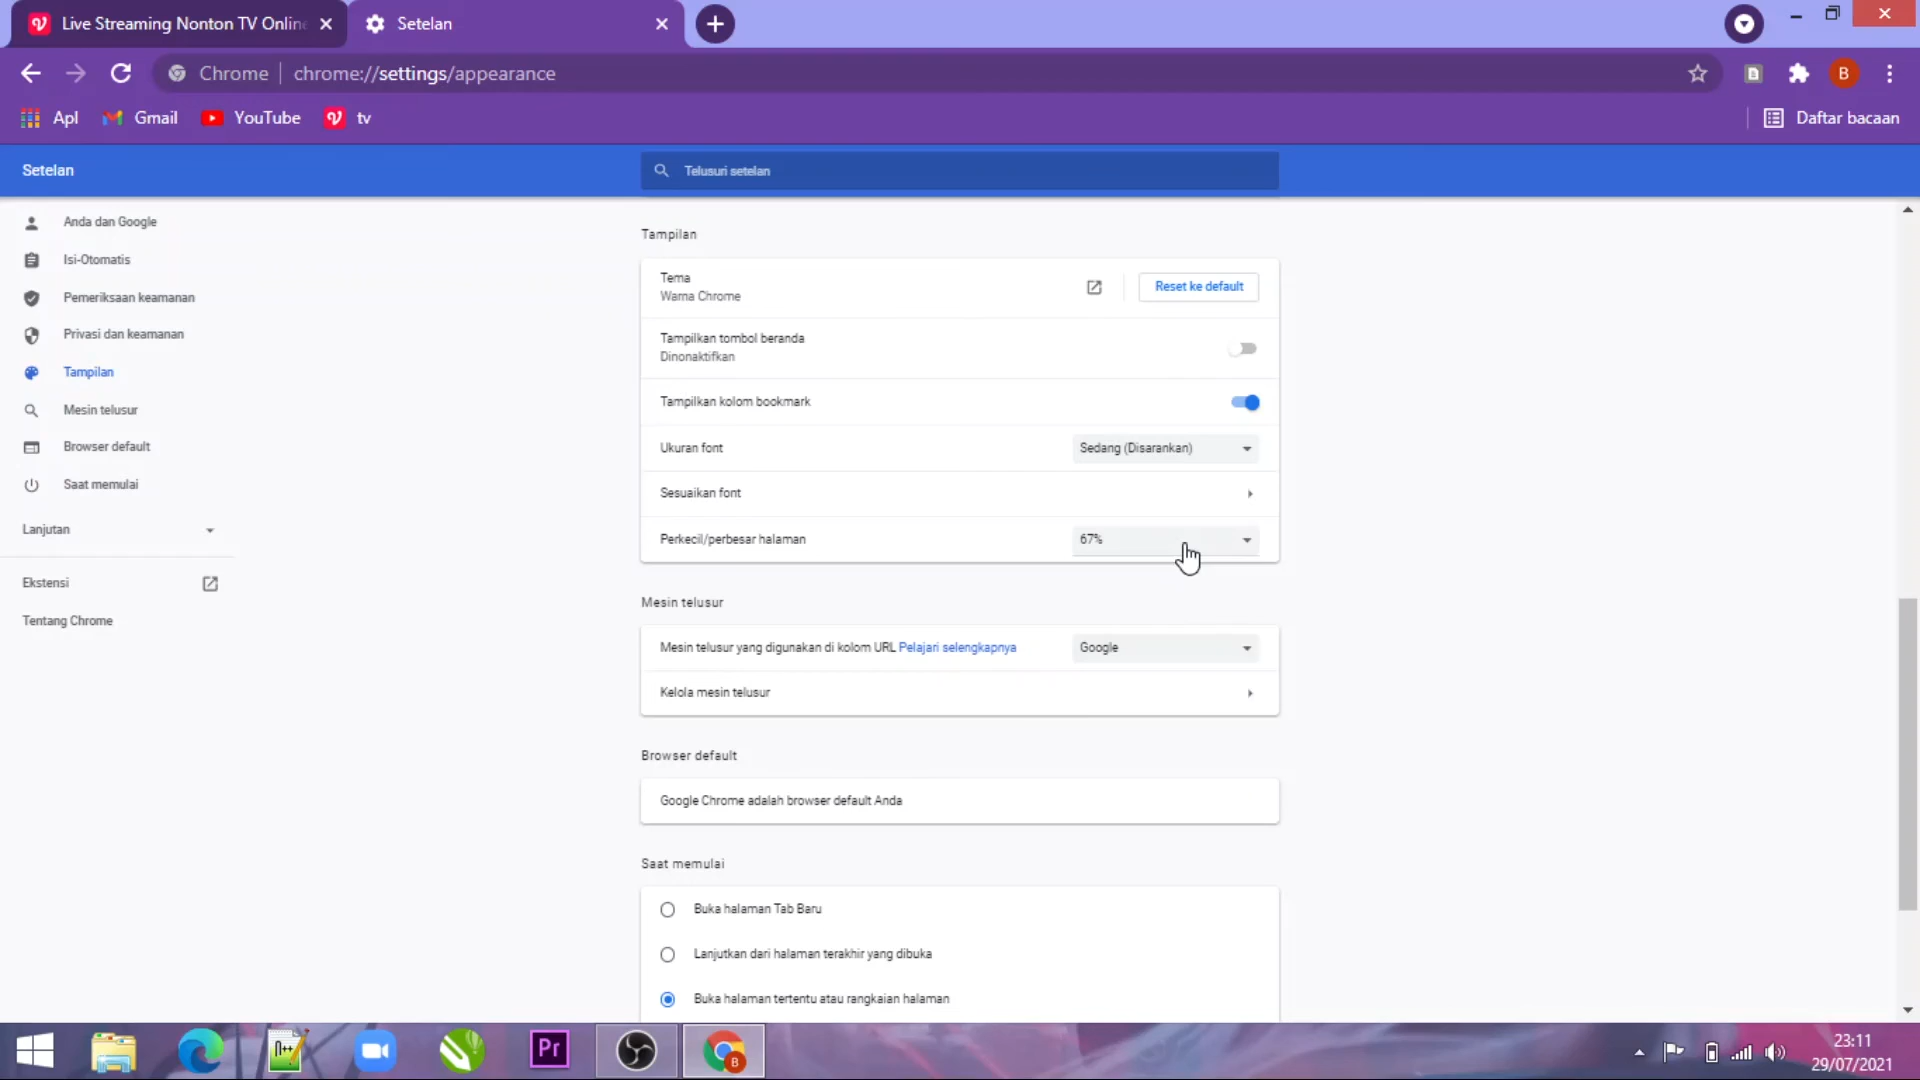 Live Streaming Nonton TV Onlin
Setelan
Chrome
chrome://settings/appearance
B
Apl
Gmail
YouTube
tv
Daftar bacaan
Setelan
Telusuri setelan
Anda dan Google
Isi-Otomatis
Pemeriksaan keamanan
Privasi dan keamanan
Tampilan
Mesin telusur
Browser default
Saat memulai
Lanjutan
Ekstensi
Tentang Chrome
Tampilan
Tema
Warna Chrome
Reset ke default
Tampilkan tombol beranda
Dinonaktifkan
Tampilkan kolom bookmark
Ukuran font
Sedang (Disarankan)
Sesuaikan font
Perkecil/perbesar halaman
67%
Mesin telusur
Mesin telusur yang digunakan di kolom URL Pelajari selengkapnya
Google
Kelola mesin telusur
Browser default
Google Chrome adalah browser default Anda
Saat memulai
Buka halaman Tab Baru
Lanjutkan dari halaman terakhir yang dibuka
Buka halaman tertentu atau rangkaian halaman
Pr
B
23:11
29/07/2021